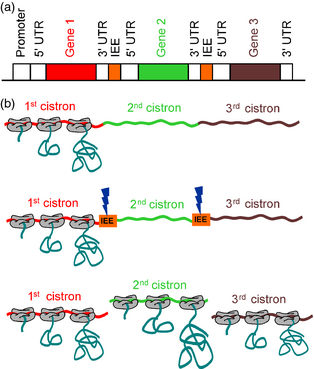 (a)
Promoter
5' UTR
Gene 1
3' UTR
IEE
5' UTR
Gene 2
3' UTR
IEE
5' UTR
Gene 3
3' UTR
(b)
1st cistron
2nd cistron
3rd cistron
1st cistron
2nd cistron
3rd cistron
IEE
IEE
1st cistron
2nd cistron
3rd cistron